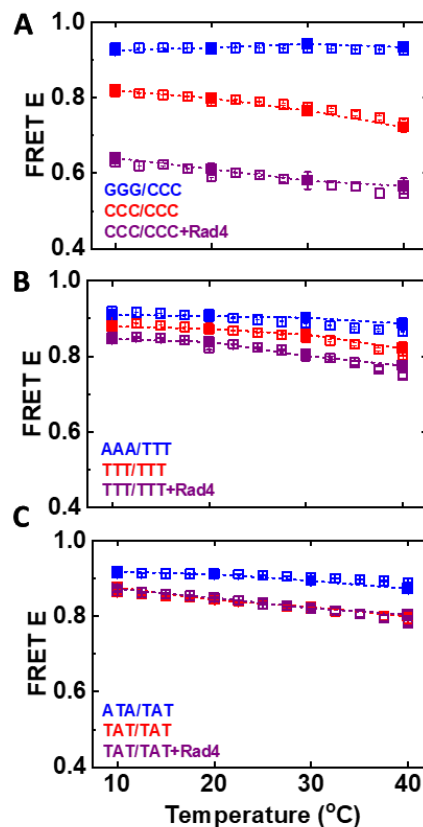 A
1.0
0.8
0.6
0.4
FRET E
GGG/CCC
CCC/CCC
CCC/CCC+Rad4
B
1.0
0.8
0.6
0.4
FRET E
AAA/TTT
TTT/TTT
TTT/TTT+Rad4
C
1.0
0.8
0.6
0.4
FRET E
ATA/TAT
TAT/TAT
TAT/TAT+Rad4
10 20 30 40
Temperature (°C)